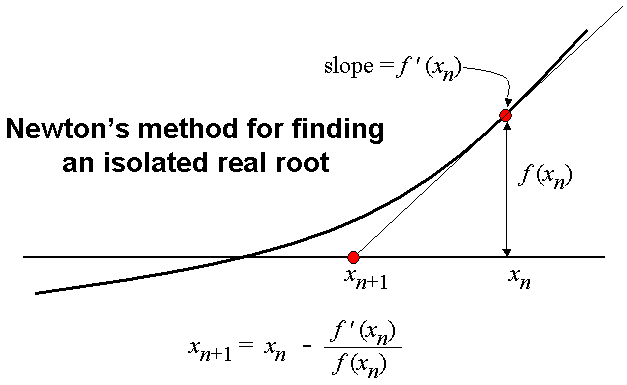 slope = f ′(xₙ)
Newton's method for finding
an isolated real root
f (xₙ)
xₙ₊₁
xₙ
xₙ₊₁ = xₙ - f ′(xₙ)/f(xₙ)